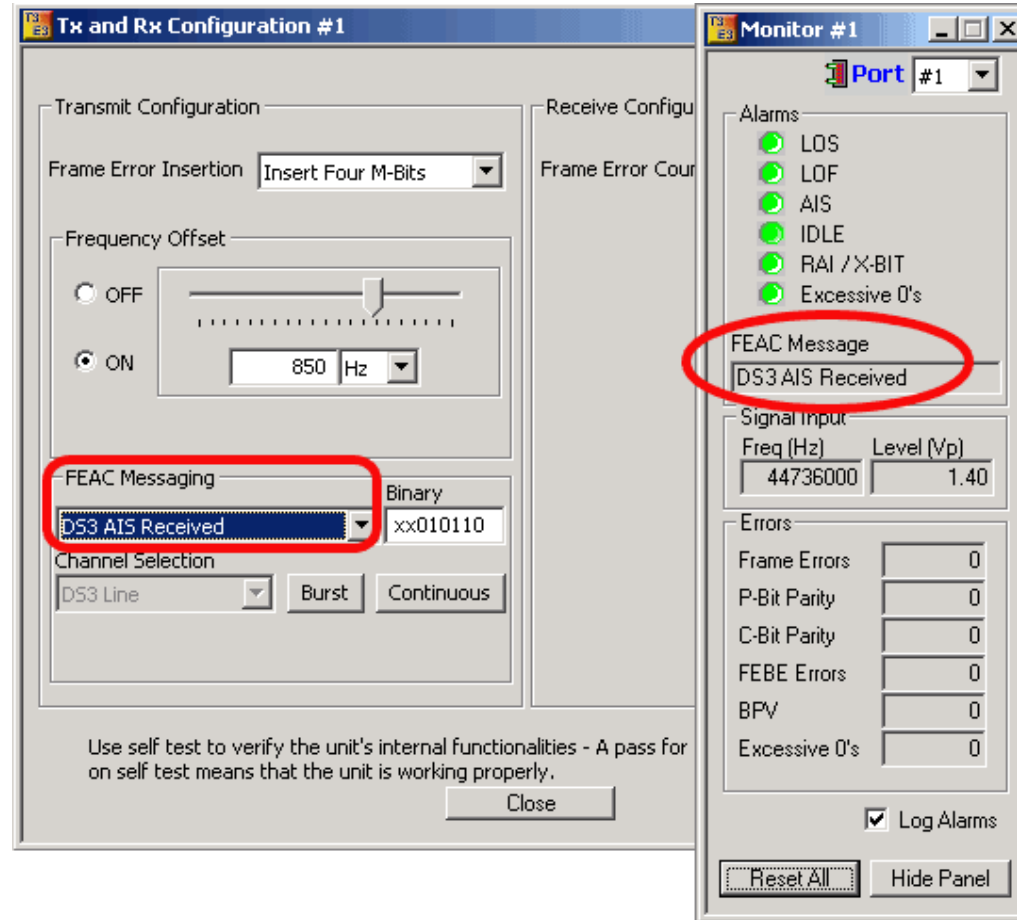 T3 E3 Tx and Rx Configuration #1
Transmit Configuration
Frame Error Insertion Insert Four M-Bits
Frequency Offset
OFF
ON 850 Hz
FEAC Messaging
Binary
DS3 AIS Received xx010110
Channel Selection
DS3 Line Burst Continuous
Receive Configu
Frame Error Coun
Use self test to verify the unit's internal functionalities - A pass for
on self test means that the unit is working properly.
Close
T3 E3 Monitor #1
Port #1
Alarms
LOS
LOF
AIS
IDLE
RAI / X-BIT
Excessive 0's
FEAC Message
DS3 AIS Received
Signal Input
Freq (Hz) Level (Vp)
44736000 1.40
Errors
Frame Errors 0
P-Bit Parity 0
C-Bit Parity 0
FEBE Errors 0
BPV 0
Excessive 0's 0
Log Alarms
Reset All Hide Panel